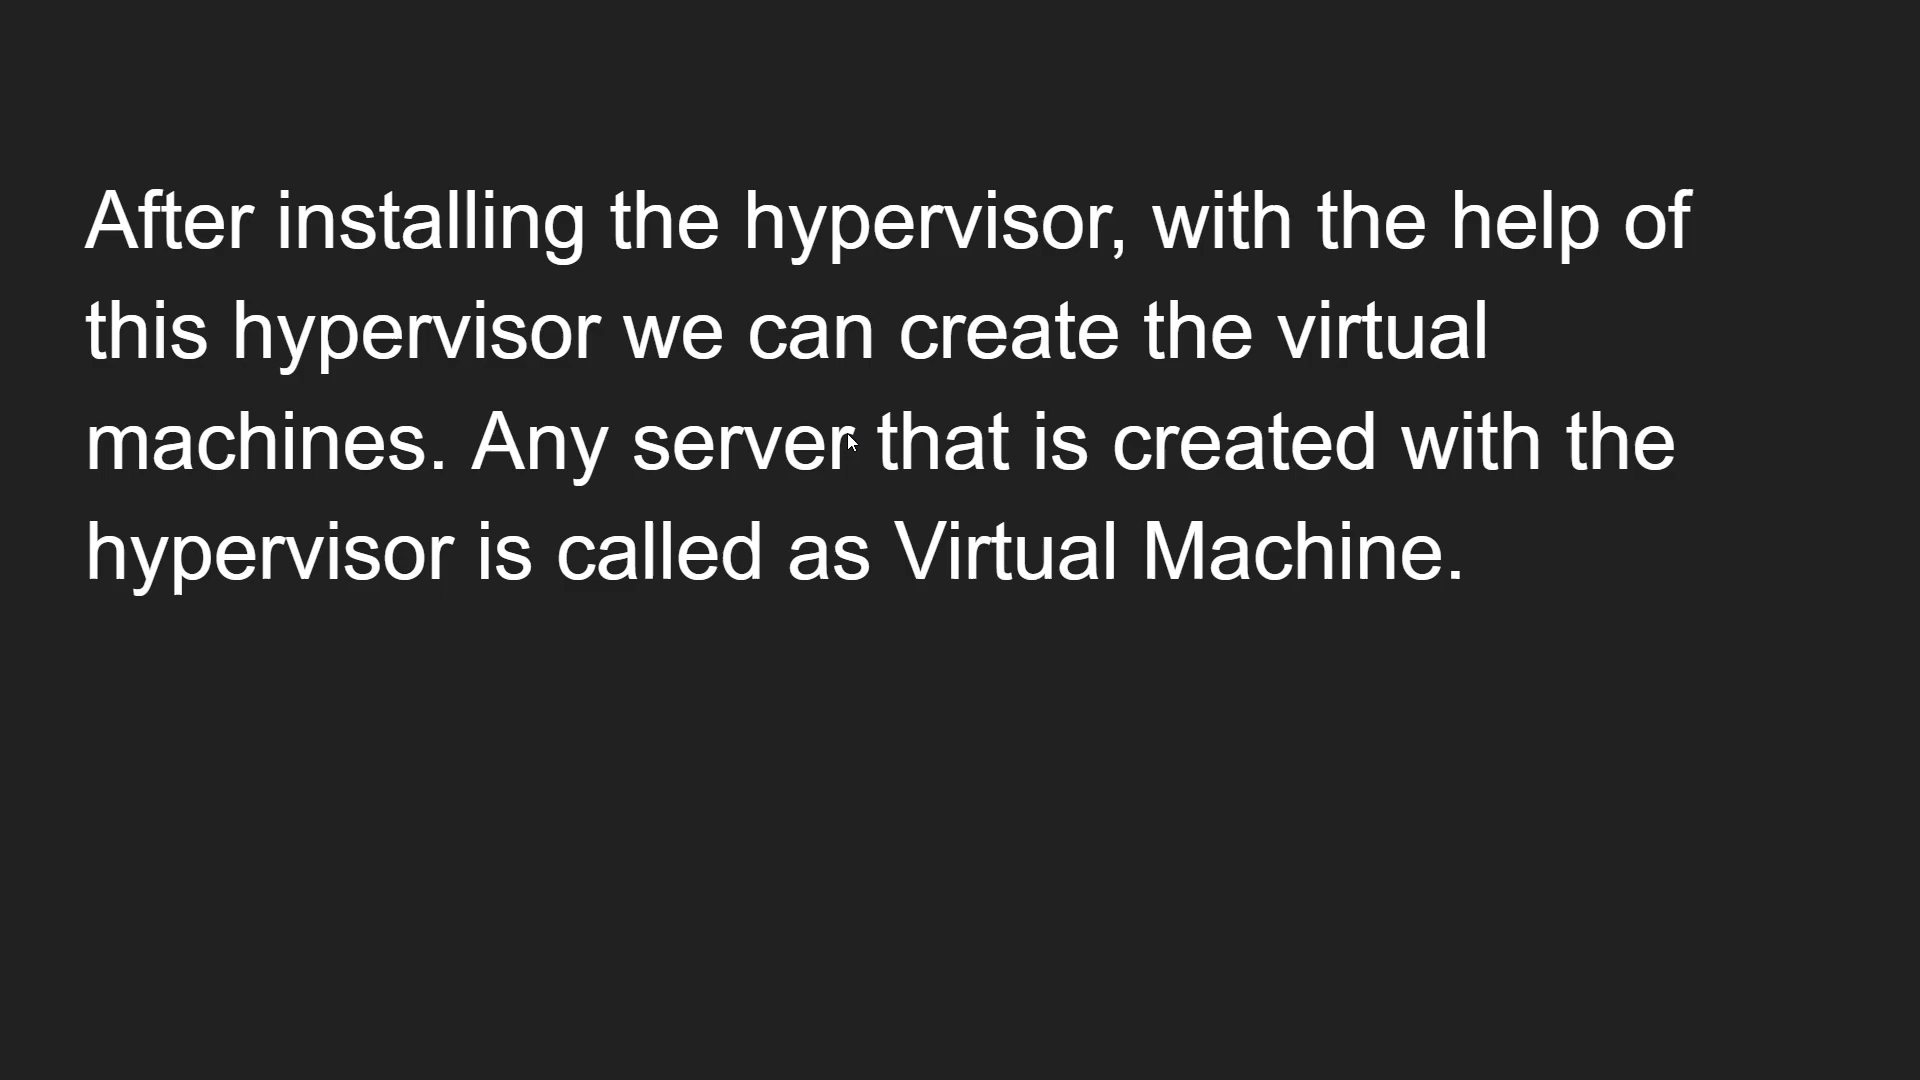 After installing the hypervisor, with the help of
this hypervisor we can create the virtual
machines. Any server that is created with the
hypervisor is called as Virtual Machine.